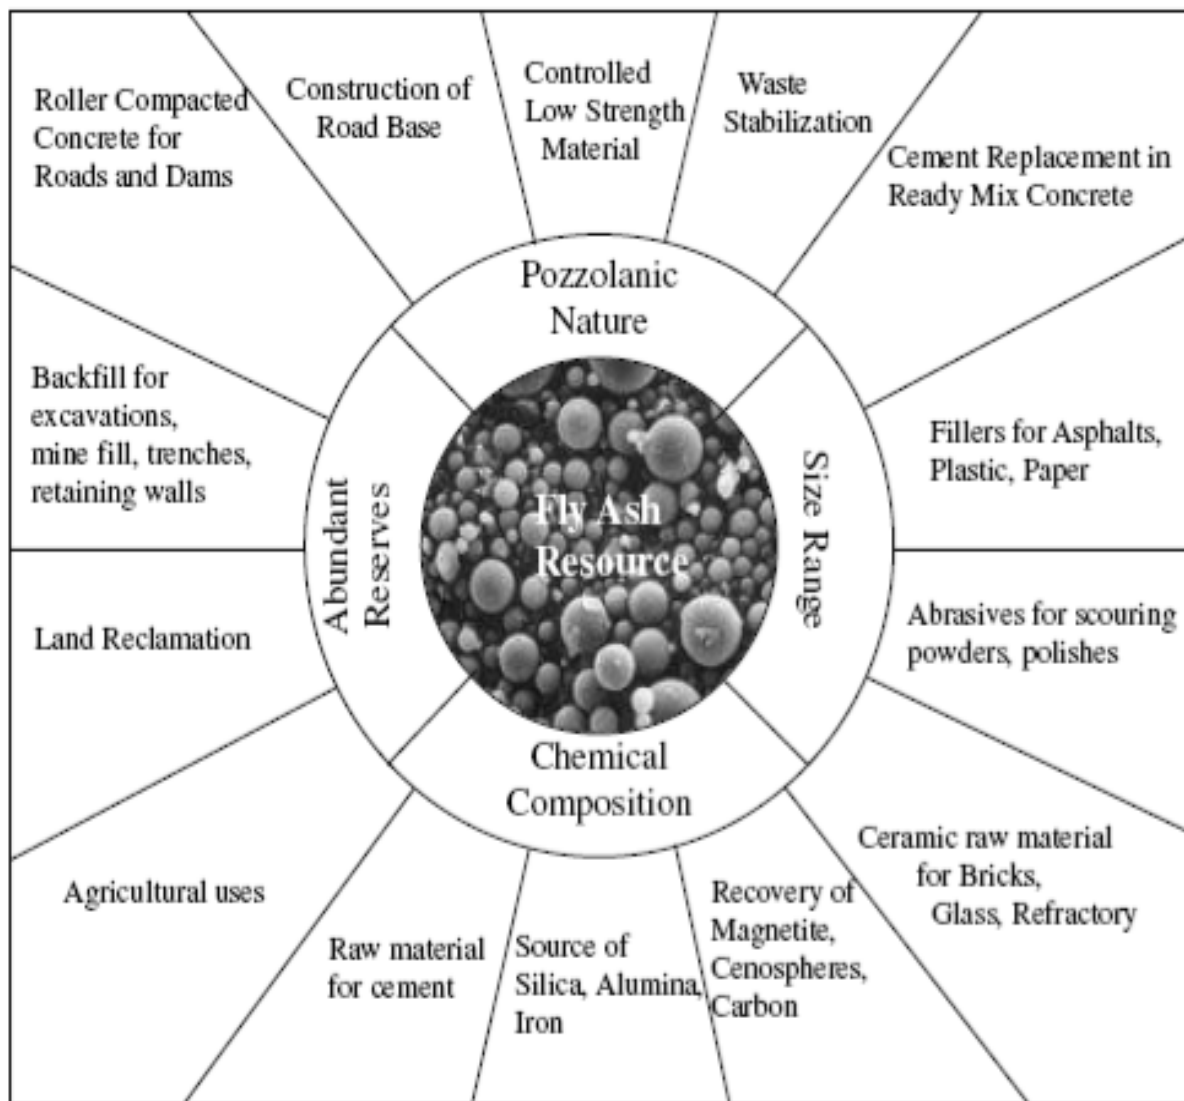 Roller Compacted
Concrete for
Roads and Dams
Construction of
Road Base
Controlled
Low Strength
Material
Waste
Stabilization
Cement Replacement in
Ready Mix Concrete
Pozzolanic
Nature
Backfill for
excavations,
mine fill, trenches,
retaining walls
Abundant
Reserves
Fly Ash
Resource
Size Range
Fillers for Asphalts,
Plastic, Paper
Land Reclamation
Abrasives for scouring
powders, polishes
Chemical
Composition
Agricultural uses
Raw material
for cement
Source of
Silica, Alumina,
Iron
Recovery of
Magnetite,
Cenospheres,
Carbon
Ceramic raw material
for Bricks,
Glass, Refractory